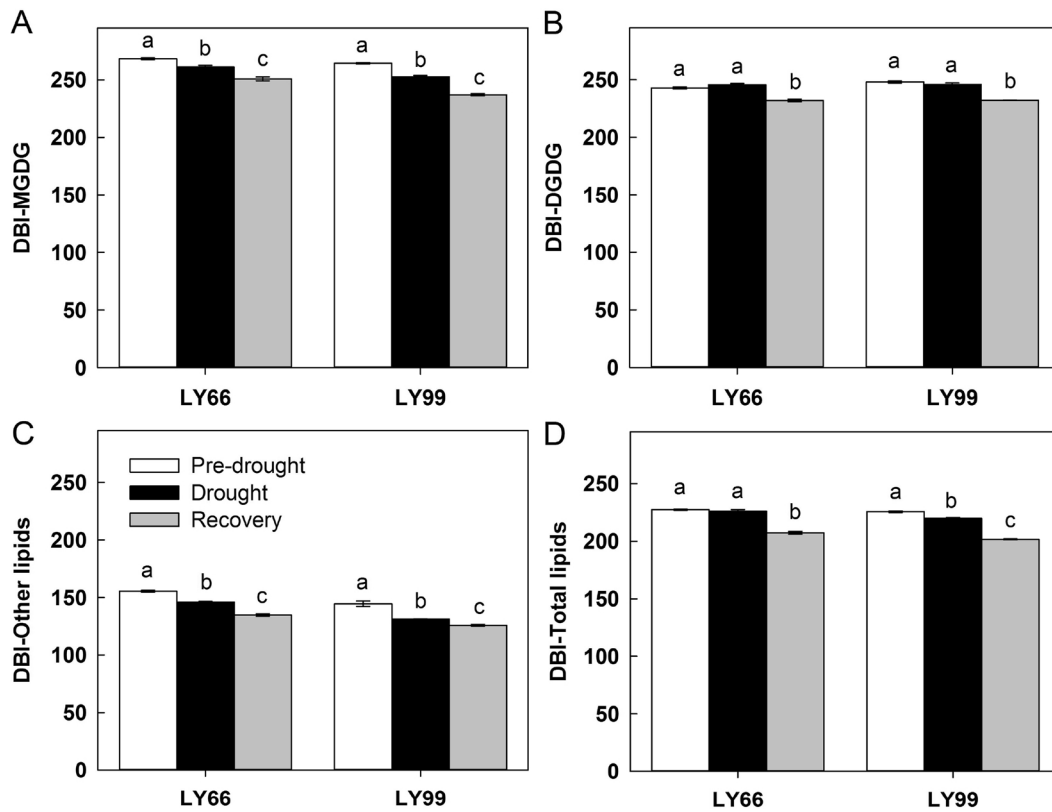 A
a b c a b c
250
200
150
100
50
0
DBI-MGDG
LY66 LY99
B
a a b a a b
250
200
150
100
50
0
DBI-DGDG
LY66 LY99
C
Pre-drought
Drought
Recovery
a b c a b c
250
200
150
100
50
0
DBI-Other lipids
LY66 LY99
D
a a b a b c
250
200
150
100
50
0
DBI-Total lipids
LY66 LY99